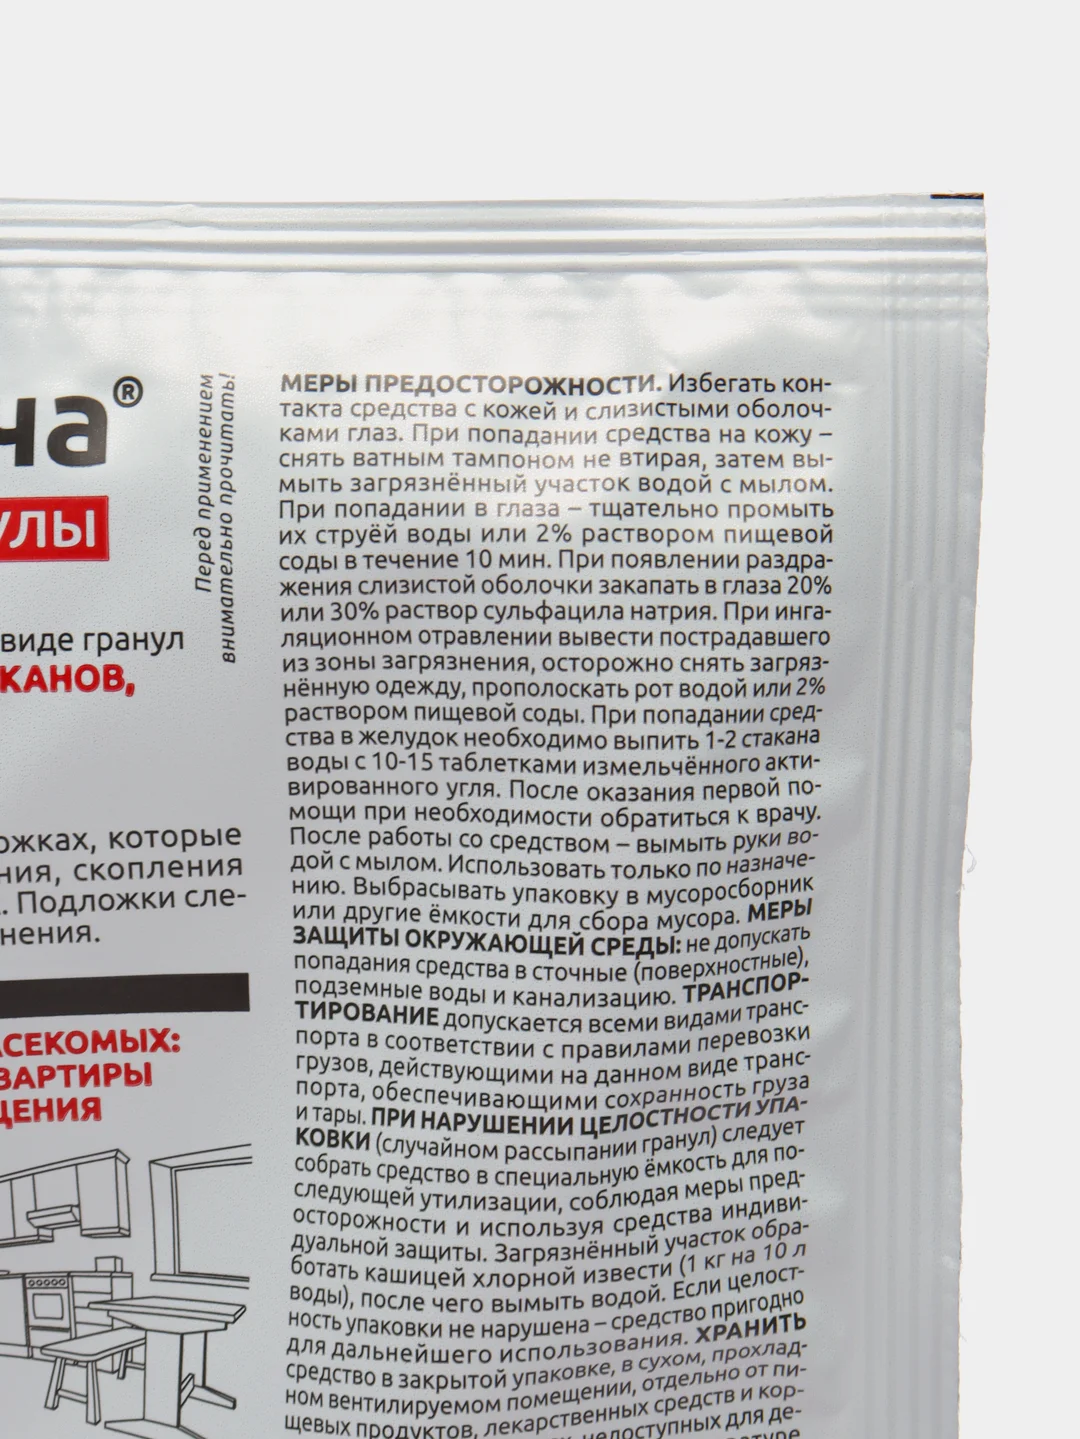 ча®
УЛЫ
виде гранул
КАНОВ,
ожках, которые
ния, скопления
. Подложки сле-
нения.
АСЕКОМЫХ:
ВАРТИРЫ
ЩЕНИЯ
Перед применением
внимательно прочитать!
МЕРЫ ПРЕДОСТОРОЖНОСТИ. Избегать кон-
такта средства с кожей и слизистыми оболоч-
ками глаз. При попадании средства на кожу –
снять ватным тампоном не втирая, затем вы-
мыть загрязнённый участок водой с мылом.
При попадании в глаза – тщательно промыть
их струёй воды или 2% раствором пищевой
соды в течение 10 мин. При появлении раздра-
жения слизистой оболочки закапать в глаза 20%
или 30% раствор сульфацила натрия. При инга-
ляционном отравлении вывести пострадавшего
из зоны загрязнения, осторожно снять загряз-
нённую одежду, прополоскать рот водой или 2%
раствором пищевой соды. При попадании сред-
ства в желудок необходимо выпить 1-2 стакана
воды с 10-15 таблетками измельчённого акти-
вированного угля. После оказания первой по-
мощи при необходимости обратиться к врачу.
После работы со средством – вымыть руки во-
дой с мылом. Использовать только по назначе-
нию. Выбрасывать упаковку в мусоросборник
или другие ёмкости для сбора мусора. МЕРЫ
ЗАЩИТЫ ОКРУЖАЮЩЕЙ СРЕДЫ: не допускать
попадания средства в сточные (поверхностные),
подземные воды и канализацию. ТРАНСПОР-
ТИРОВАНИЕ допускается всеми видами транс-
порта в соответствии с правилами перевозки
грузов, действующими на данном виде транс-
порта, обеспечивающими сохранность груза
и тары. ПРИ НАРУШЕНИИ ЦЕЛОСТНОСТИ УПА-
КОВКИ (случайном рассыпании гранул) следует
собрать средство в специальную ёмкость для по-
следующей утилизации, соблюдая меры пред-
осторожности и используя средства индиви-
дуальной защиты. Загрязнённый участок обра-
ботать кашицей хлорной извести (1 кг на 10 л
воды), после чего вымыть водой. Если целост-
ность упаковки не нарушена – средство пригодно
для дальнейшего использования. ХРАНИТЬ
средство в закрытой упаковке, в сухом, прохлад-
ном вентилируемом помещении, отдельно от пи-
щевых продуктов, лекарственных средств и кор-
недоступных для де-